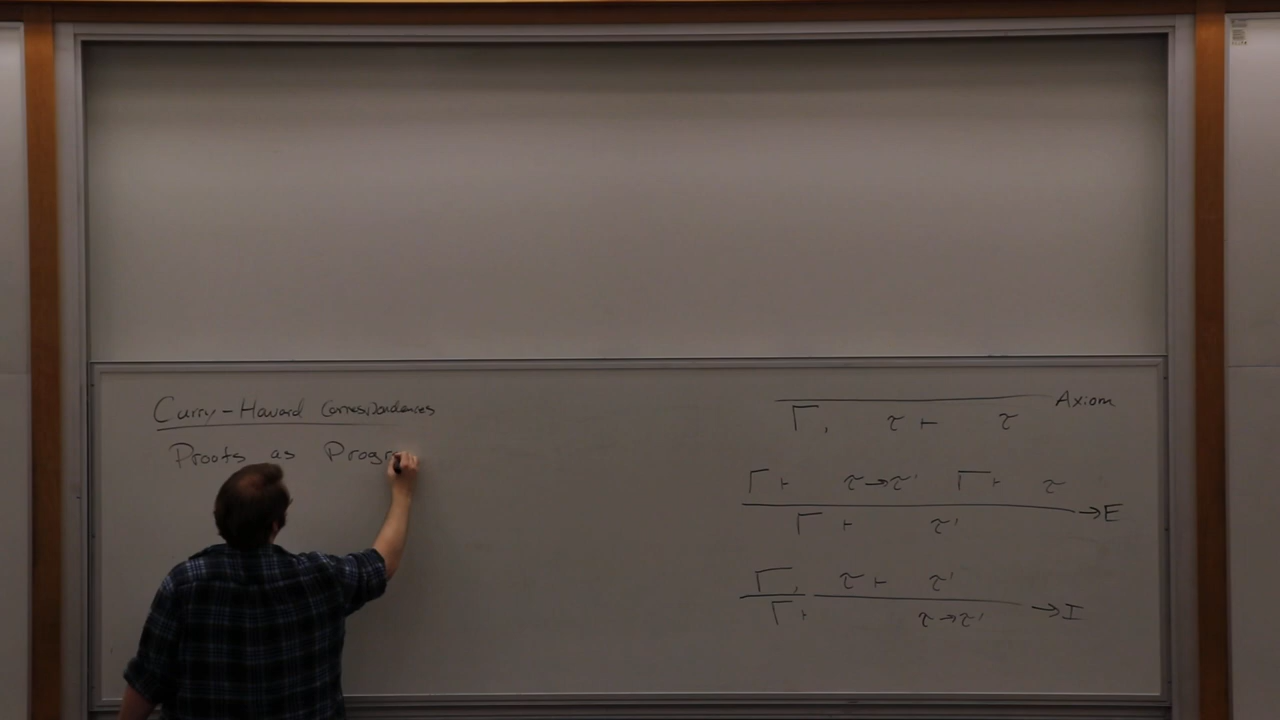 Curry-Howard Correspondences
Proofs as Progr
Axiom
Γ, τ ⊢ τ
Γ ⊢ τ→τ' Γ ⊢ τ
→E
Γ ⊢ τ'
Γ, τ ⊢ τ'
→I
Γ ⊢ τ→τ'